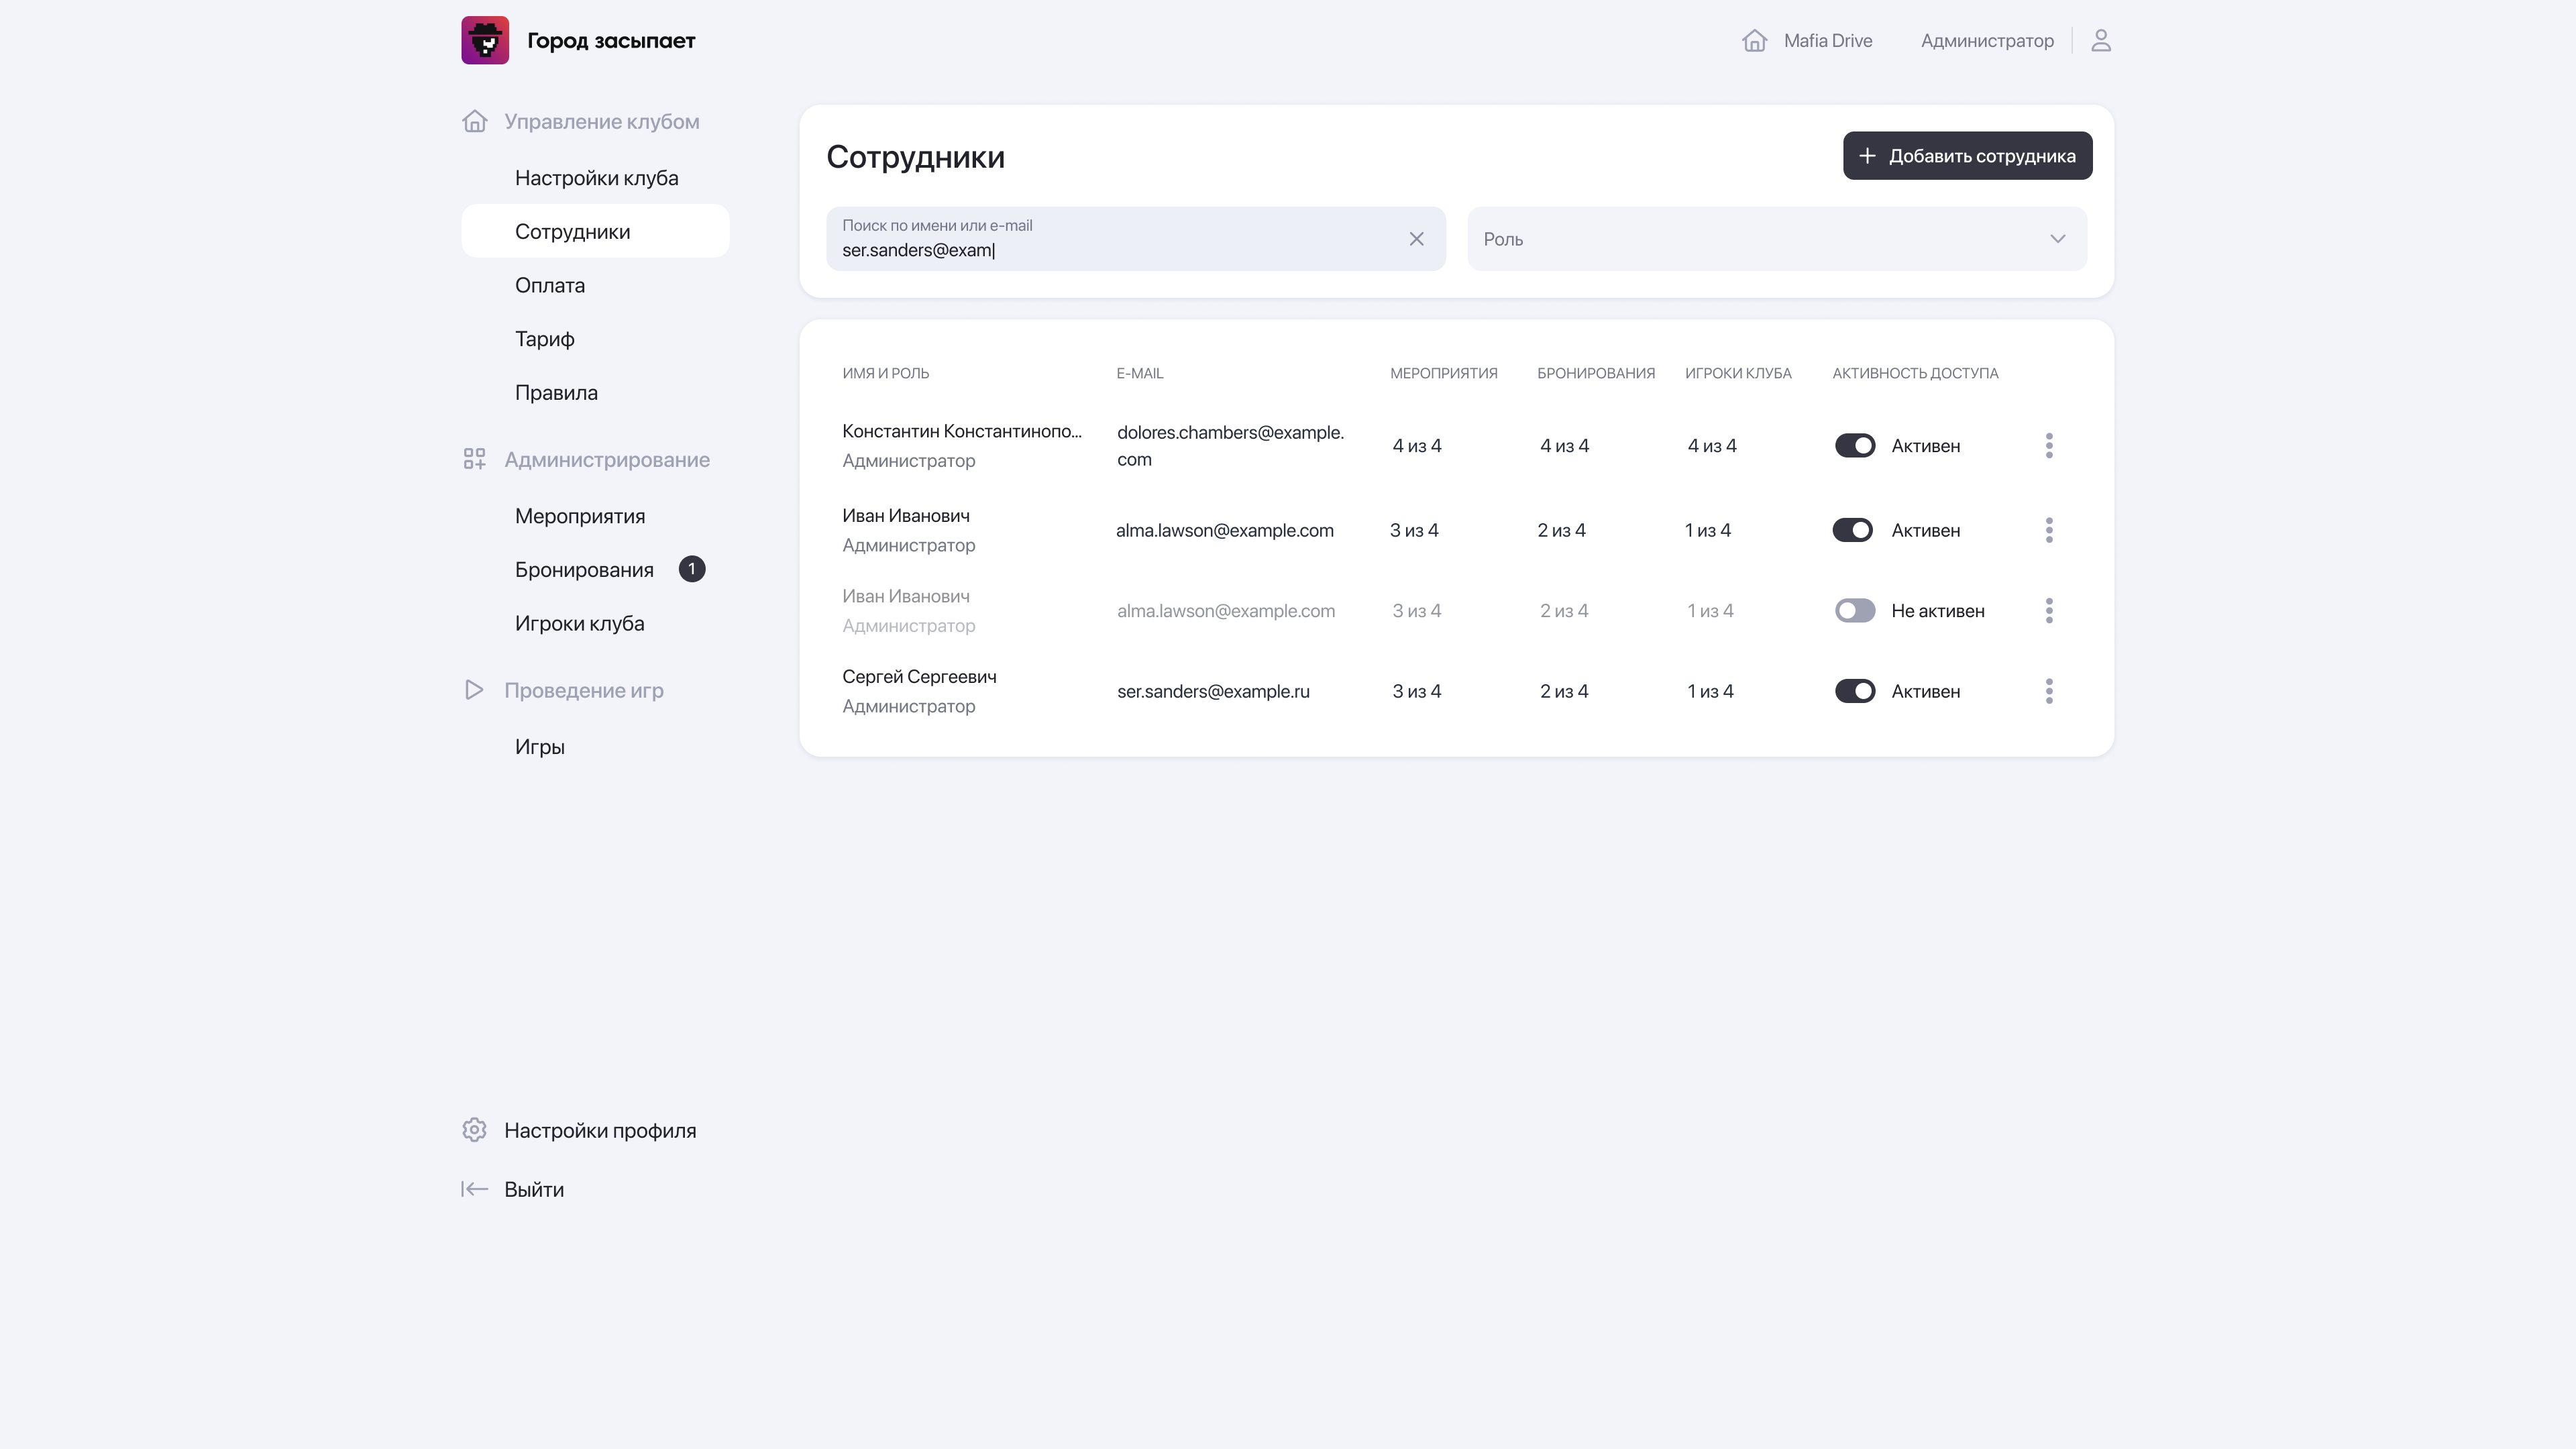 Город засыпает
Mafia Drive
Администратор
Управление клубом
Настройки клуба
Сотрудники
Оплата
Тариф
Правила
Администрирование
Мероприятия
Бронирования 1
Игроки клуба
Проведение игр
Игры
Настройки профиля
Выйти
Сотрудники
Добавить сотрудника
Поиск по имени или e-mail
ser.sanders@exam
Роль
ИМЯ И РОЛЬ E-MAIL МЕРОПРИЯТИЯ БРОНИРОВАНИЯ ИГРОКИ КЛУБА АКТИВНОСТЬ ДОСТУПА
Константин Константинопо...
Администратор
dolores.chambers@example.
com
4 из 4 4 из 4 4 из 4 Активен
Иван Иванович
Администратор
alma.lawson@example.com 3 из 4 2 из 4 1 из 4 Активен
Иван Иванович
Администратор
alma.lawson@example.com 3 из 4 2 из 4 1 из 4 Не активен
Сергей Сергеевич
Администратор
ser.sanders@example.ru 3 из 4 2 из 4 1 из 4 Активен